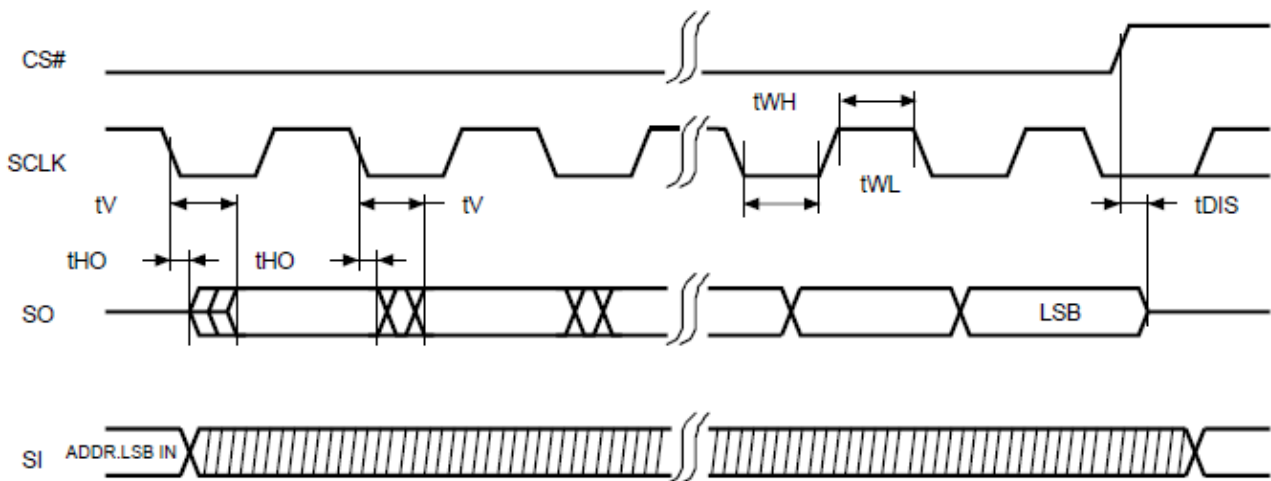 CS#
tWH
SCLK
tWL
tV
tV
tDIS
tHO
tHO
SO
LSB
SI
ADDR.LSB IN